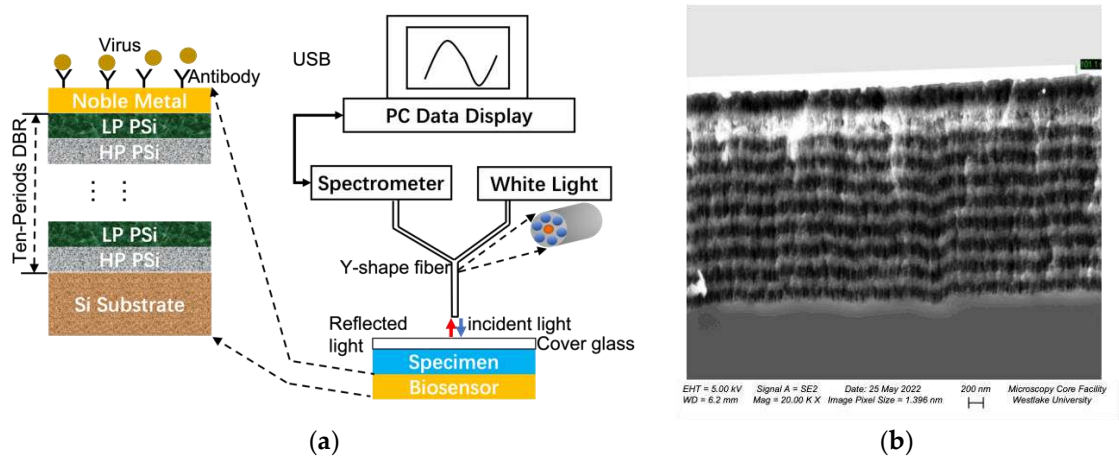 Virus
Antibody
Noble Metal
LP PSi
HP PSi
Ten-Periods DBR
LP PSi
HP PSi
Si Substrate
USB
PC Data Display
Spectrometer
White Light
Y-shape fiber
Reflected
light
incident light
Cover glass
Specimen
Biosensor
(a)
EHT = 5.00 kV Signal A = SE2 Date: 25 May 2022 200 nm Microscopy Core Facility
WD = 6.2 mm Mag = 20.00 K X Image Pixel Size = 1.396 nm Westlake University
(b)